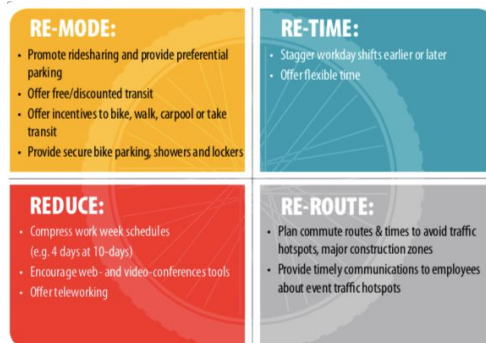 RE-MODE:
• Promote ridesharing and provide preferential
parking
• Offer free/discounted transit
• Offer incentives to bike, walk, carpool or take
transit
• Provide secure bike parking, showers and lockers
RE-TIME:
• Stagger workday shifts earlier or later
• Offer flexible time
REDUCE:
• Compress work week schedules
(e.g. 4 days at 10-days)
• Encourage web- and video-conferences tools
• Offer teleworking
RE-ROUTE:
• Plan commute routes & times to avoid traffic
hotspots, major construction zones
• Provide timely communications to employees
about event traffic hotspots